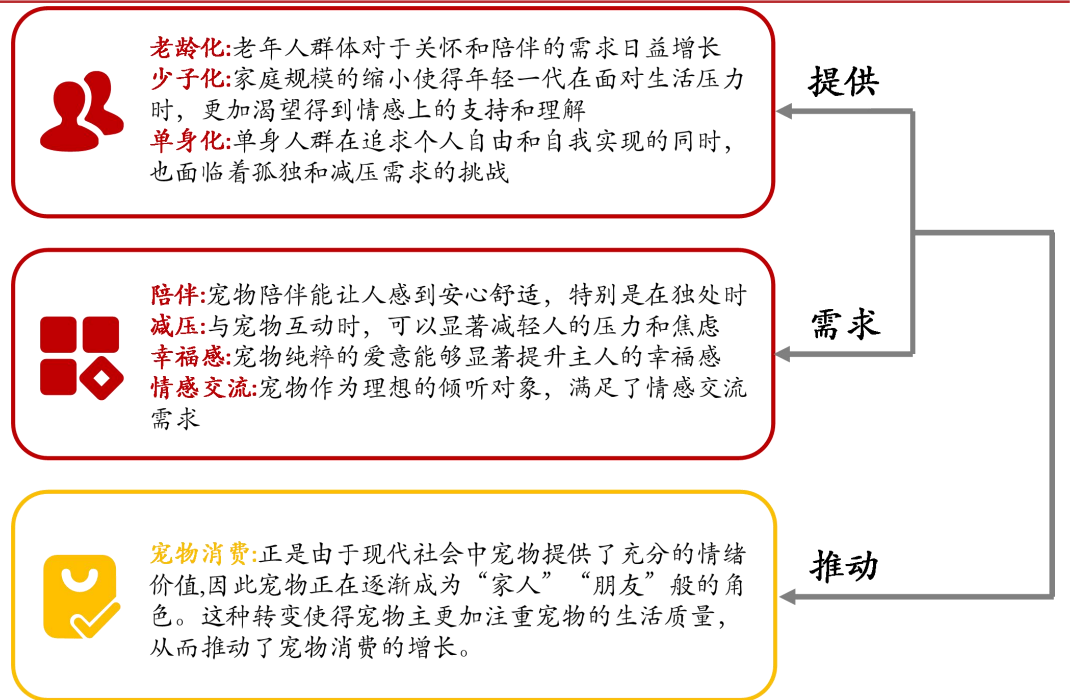 老龄化:老年人群体对于关怀和陪伴的需求日益增长
少子化:家庭规模的缩小使得年轻一代在面对生活压力
时，更加渴望得到情感上的支持和理解
单身化:单身人群在追求个人自由和自我实现的同时，
也面临着孤独和减压需求的挑战
提供
陪伴:宠物陪伴能让人感到安心舒适，特别是在独处时
减压:与宠物互动时，可以显著减轻人的压力和焦虑
幸福感:宠物纯粹的爱意能够显著提升主人的幸福感
情感交流:宠物作为理想的倾听对象，满足了情感交流
需求
需求
宠物消费:正是由于现代社会中宠物提供了充分的情绪
价值,因此宠物正在逐渐成为“家人”“朋友”般的角
色。这种转变使得宠物主更加注重宠物的生活质量，
从而推动了宠物消费的增长。
推动